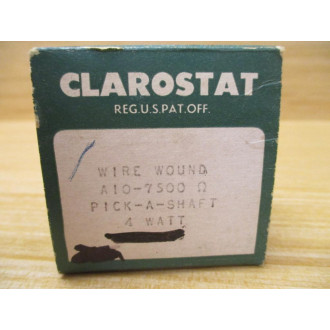 CLAROSTAT
REG.U.S.PAT.OFF.
WIRE WOUND
A10-7500 Ω
PICK-A-SHAFT
4 WATT